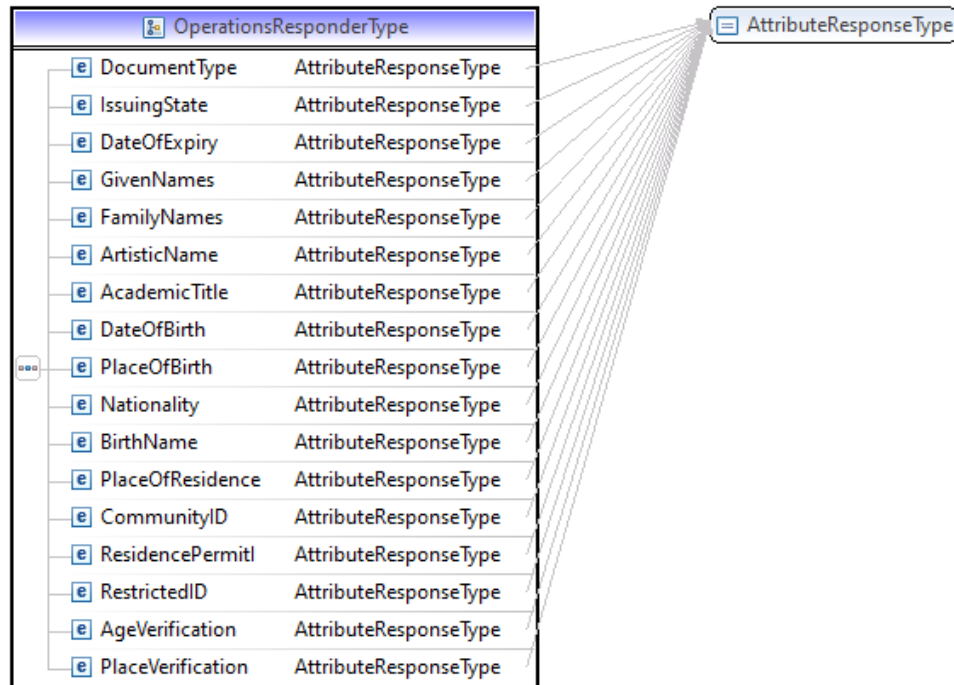 OperationsResponderType
AttributeResponseType
e DocumentType AttributeResponseType
e IssuingState AttributeResponseType
e DateOfExpiry AttributeResponseType
e GivenNames AttributeResponseType
e FamilyNames AttributeResponseType
e ArtisticName AttributeResponseType
e AcademicTitle AttributeResponseType
e DateOfBirth AttributeResponseType
e PlaceOfBirth AttributeResponseType
e Nationality AttributeResponseType
e BirthName AttributeResponseType
e PlaceOfResidence AttributeResponseType
e CommunityID AttributeResponseType
e ResidencePermitI AttributeResponseType
e RestrictedID AttributeResponseType
e AgeVerification AttributeResponseType
e PlaceVerification AttributeResponseType